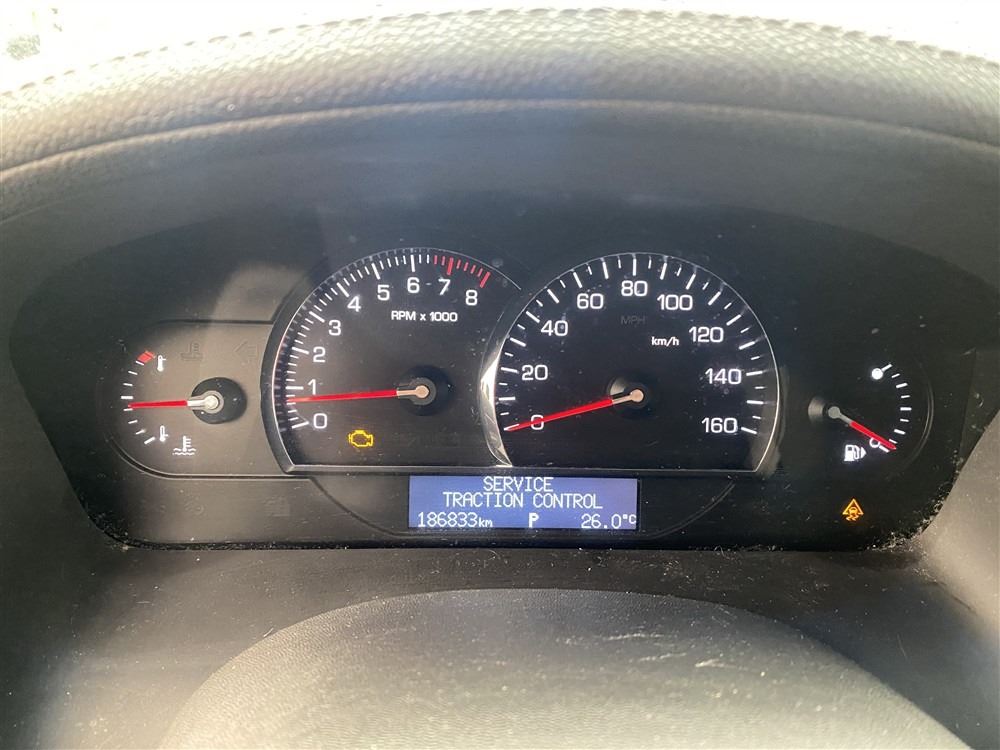 0 1 2 3 4 5 6 7 8
RPM x 1000
0 20 40 60 80 100 120 140 160
MPH
km/h
SERVICE
TRACTION CONTROL
186833km P 26.0°C